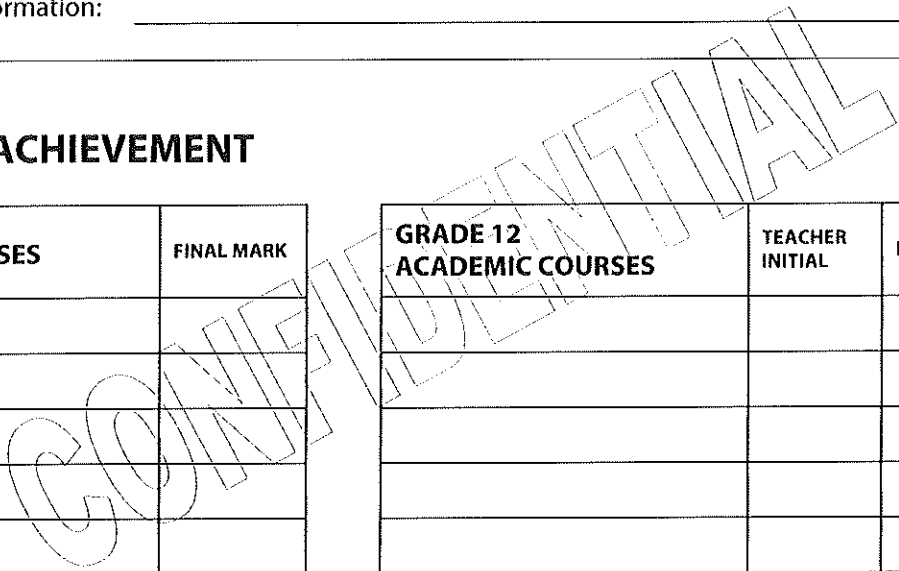 ormation:
ACHIEVEMENT
SES
FINAL MARK
GRADE 12
ACADEMIC COURSES
TEACHER
INITIAL
CONFIDENTIAL